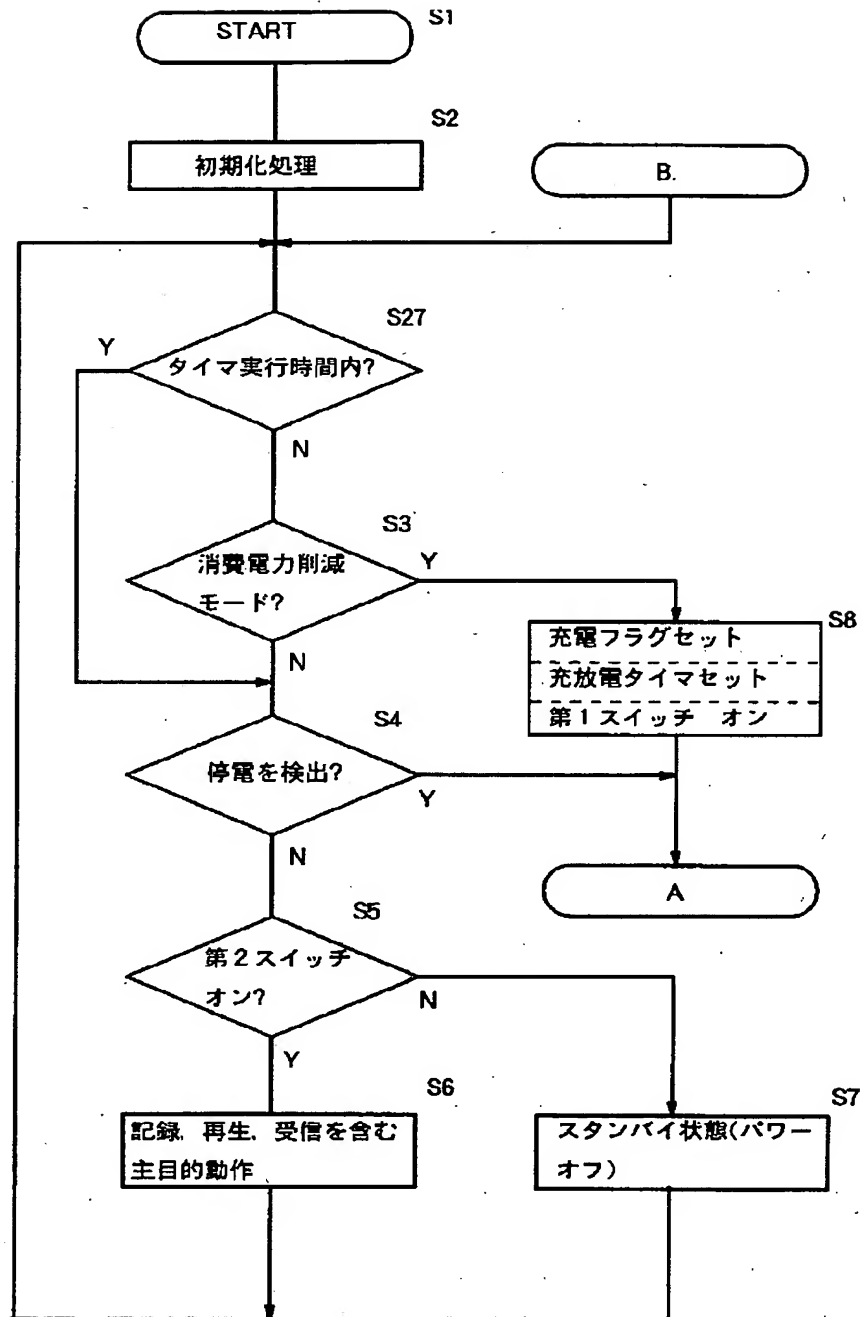 START
S1
S2
初期化処理
B.
S27
Y
タイマ実行時間内?
N
S3
消費電力削減
モード?
Y
N
S8
充電フラグセット
充放電タイマセット
第1スイッチ オン
S4
停電を検出?
Y
N
A
S5
第2スイッチ
オン?
N
Y
S6
記録, 再生, 受信を含む
主目的動作
S7
スタンバイ状態(パワー
オフ)